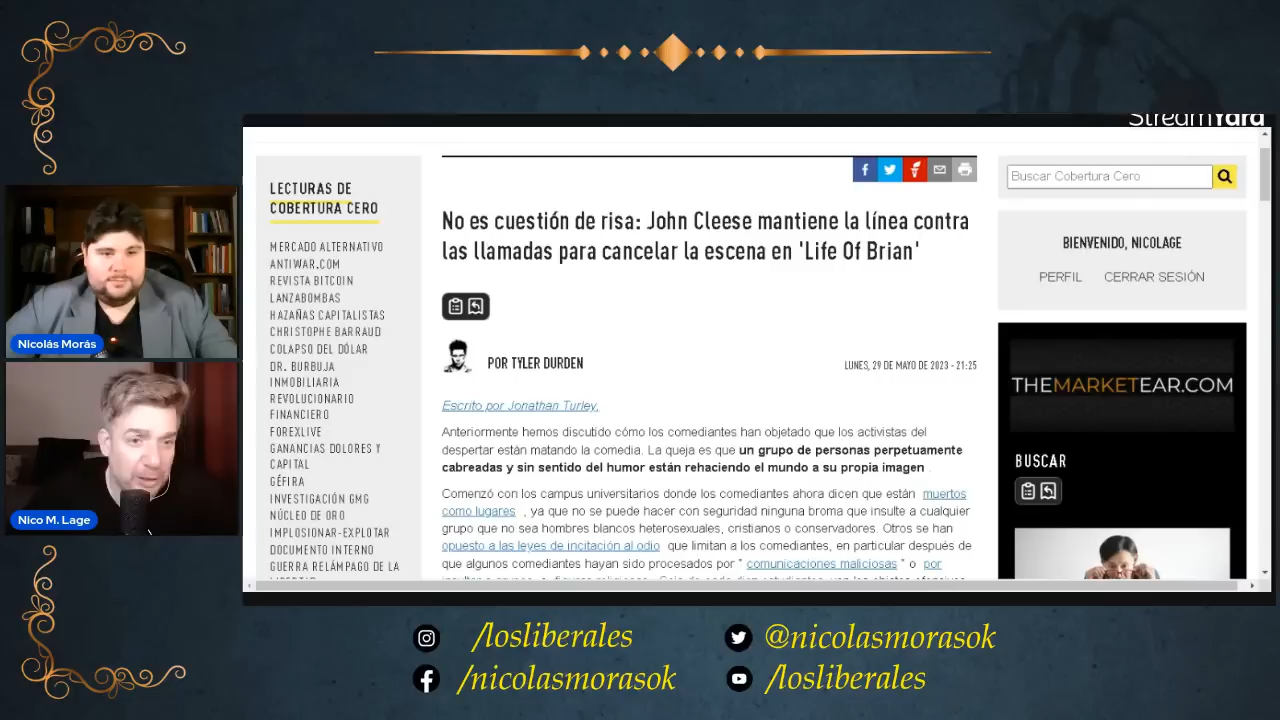 StreamYard
LECTURAS DE
COBERTURA CERO
MERCADO ALTERNATIVO
ANTIWAR.COM
REVISTA BITCOIN
LANZABOMBAS
HAZAÑAS CAPITALISTAS
CHRISTOPHE BARRAUD
COLAPSO DEL DÓLAR
DR. BURBUJA
INMOBILIARIA
REVOLUCIONARIO
FINANCIERO
FOREXLIVE
GANANCIAS DOLORES Y
CAPITAL
GÉFIRA
INVESTIGACIÓN GMG
NÚCLEO DE ORO
IMPLOSIONAR-EXPLOTAR
DOCUMENTO INTERNO
GUERRA RELÁMPAGO DE LA
No es cuestión de risa: John Cleese mantiene la línea contra
las llamadas para cancelar la escena en 'Life Of Brian'
POR TYLER DURDEN
LUNES, 29 DE MAYO DE 2023 - 21:25
Escrito por Jonathan Turley,
Anteriormente hemos discutido cómo los comediantes han objetado que los activistas del
despertar están matando la comedia. La queja es que un grupo de personas perpetuamente
cabreadas y sin sentido del humor están rehaciendo el mundo a su propia imagen .
Comenzó con los campus universitarios donde los comediantes ahora dicen que están muertos
como lugares , ya que no se puede hacer con seguridad ninguna broma que insulte a cualquier
grupo que no sea hombres blancos heterosexuales, cristianos o conservadores. Otros se han
opuesto a las leyes de incitación al odio que limitan a los comediantes, en particular después de
que algunos comediantes hayan sido procesados por " comunicaciones maliciosas " o por
Buscar Cobertura Cero
BIENVENIDO, NICOLAGE
PERFIL CERRAR SESIÓN
THEMARKETEAR.COM
BUSCAR
Nicolás Morás
Nico M. Lage
/losliberales
@nicolasmorasok
/nicolasmorasok
/losliberales